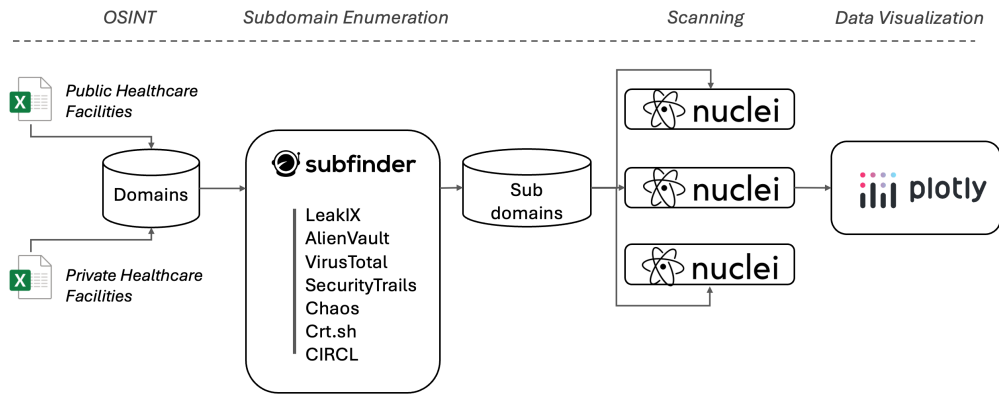 OSINT
Subdomain Enumeration
Scanning
Data Visualization
X
Public Healthcare
Facilities
Domains
X
Private Healthcare
Facilities
subfinder
LeakIX
AlienVault
VirusTotal
SecurityTrails
Chaos
Crt.sh
CIRCL
Sub
domains
nuclei
nuclei
nuclei
plotly